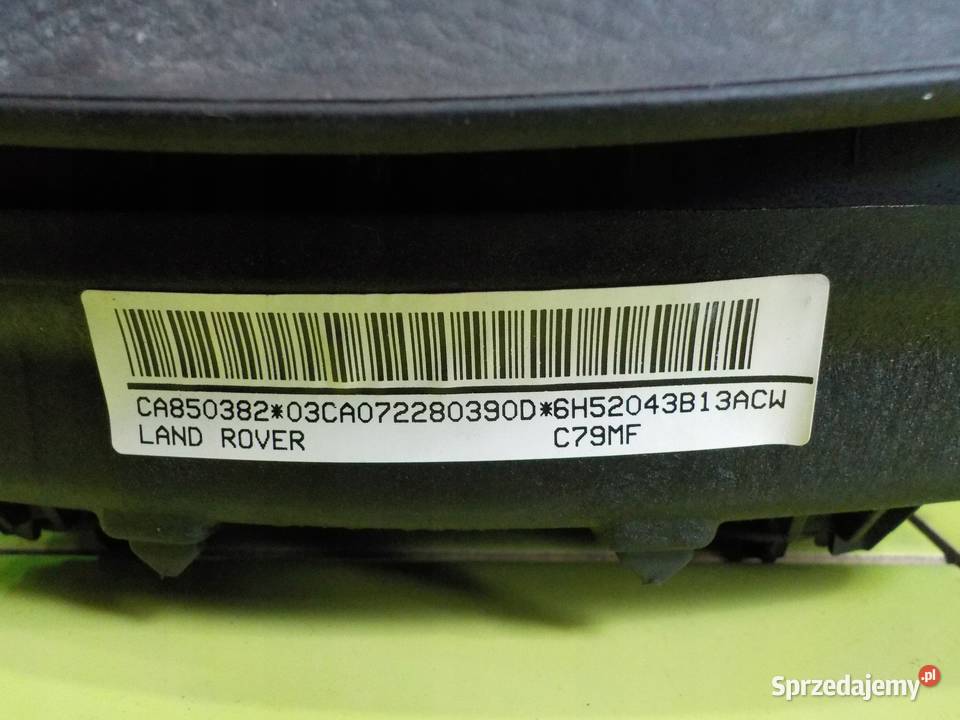 CA850382*03CA072280390D*6H52043B13ACW
LAND ROVER C79MF
Sprzedajemy.pl